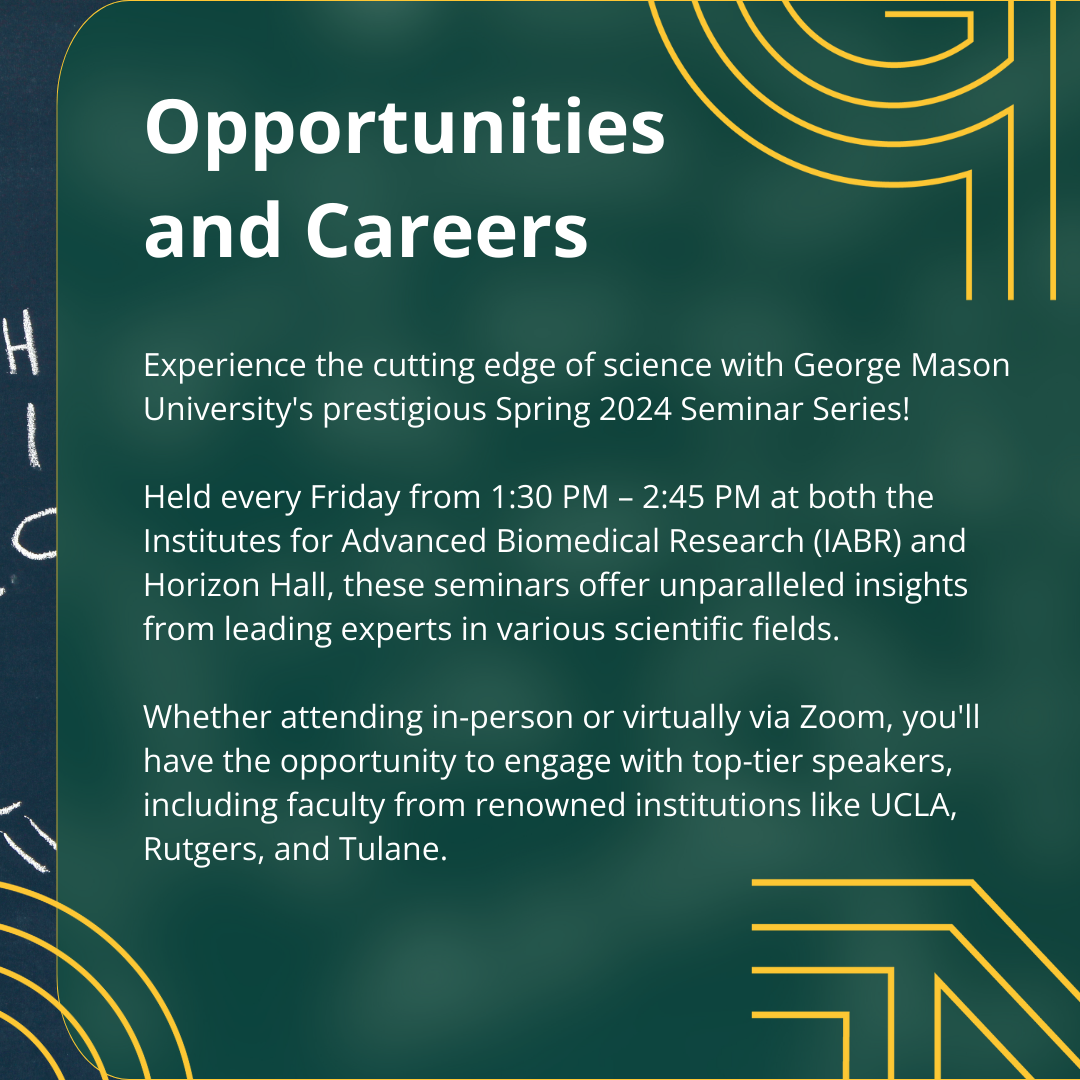 Opportunities
and Careers
Experience the cutting edge of science with George Mason
University's prestigious Spring 2024 Seminar Series!
Held every Friday from 1:30 PM – 2:45 PM at both the
Institutes for Advanced Biomedical Research (IABR) and
Horizon Hall, these seminars offer unparalleled insights
from leading experts in various scientific fields.
Whether attending in-person or virtually via Zoom, you'll
have the opportunity to engage with top-tier speakers,
including faculty from renowned institutions like UCLA,
Rutgers, and Tulane.
H
I